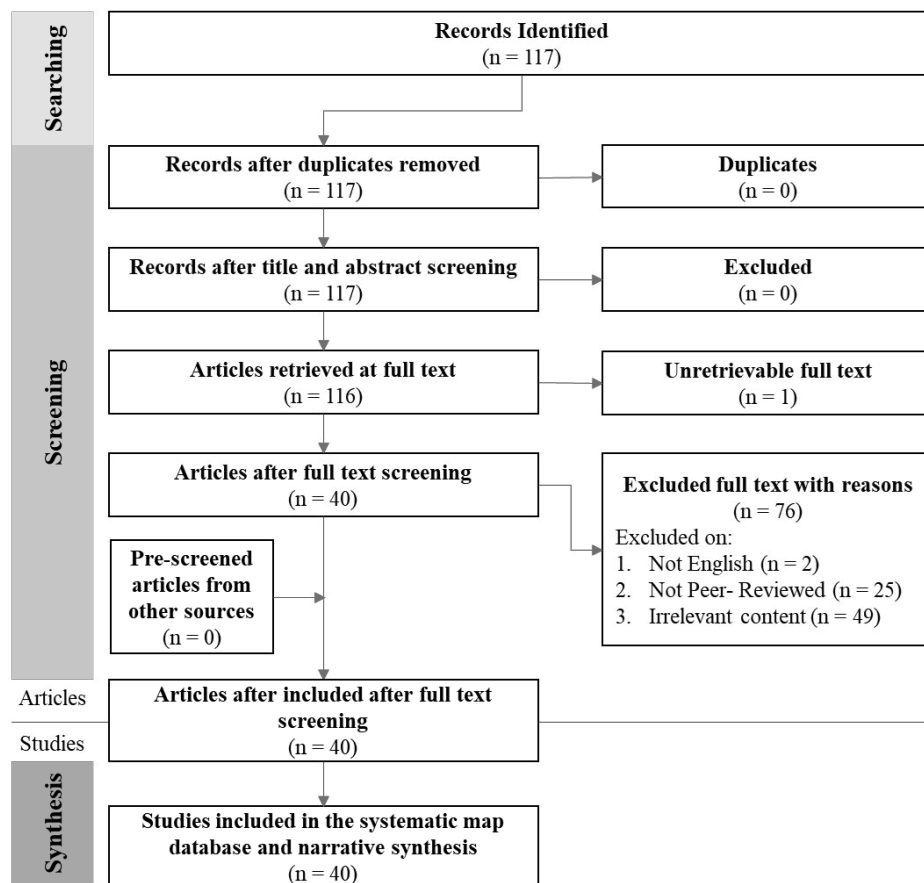 Searching
Records Identified
(n = 117)
Screening
Records after duplicates removed
(n = 117)
Duplicates
(n = 0)
Records after title and abstract screening
(n = 117)
Excluded
(n = 0)
Articles retrieved at full text
(n = 116)
Unretrievable full text
(n = 1)
Articles after full text screening
(n = 40)
Excluded full text with reasons
(n = 76)
Excluded on:
1. Not English (n = 2)
2. Not Peer- Reviewed (n = 25)
3. Irrelevant content (n = 49)
Pre-screened
articles from
other sources
(n = 0)
Articles
Articles after included after full text
screening
(n = 40)
Studies
Synthesis
Studies included in the systematic map
database and narrative synthesis
(n = 40)